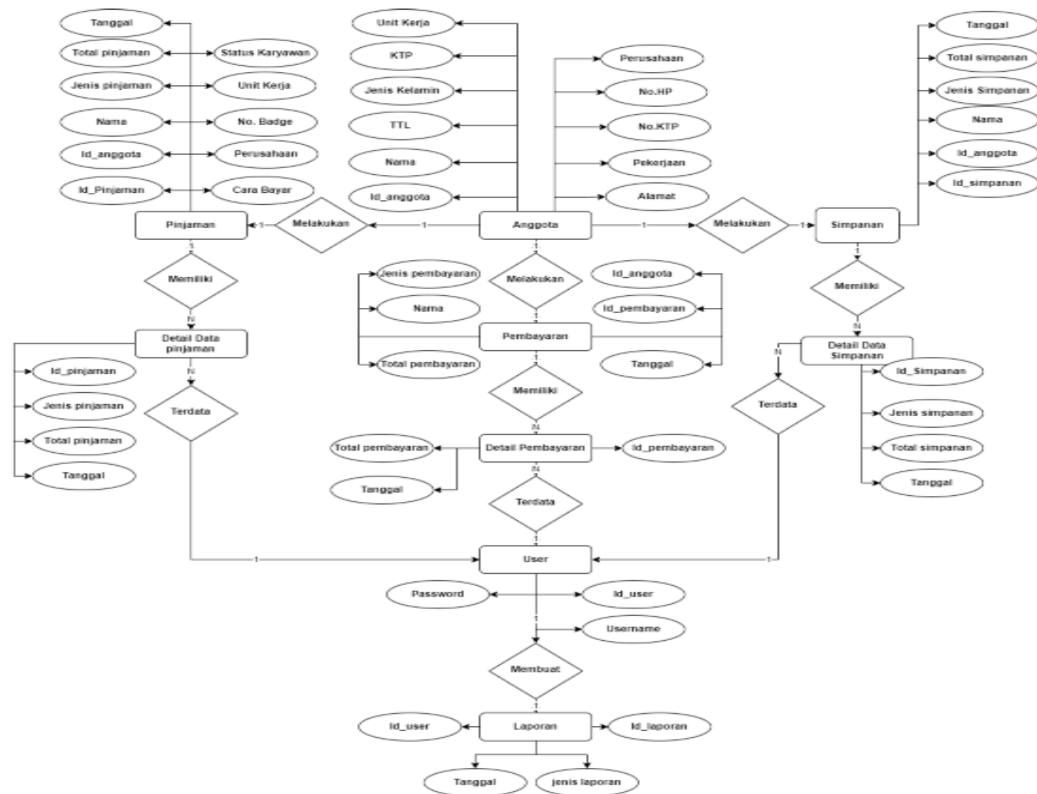 Tanggal
Total pinjaman
Status Karyawan
Jenis pinjaman
Unit Kerja
Nama
No. Badge
Id_anggota
Perusahaan
Id_Pinjaman
Cara Bayar
Unit Kerja
KTP
Jenis Kelamin
TTL
Nama
Id_anggota
Perusahaan
No.HP
No.KTP
Pekerjaan
Alamat
Tanggal
Total simpanan
Jenis Simpanan
Nama
Id_anggota
Id_simpanan
Pinjaman
1
Melakukan
1
Anggota
1
Melakukan
1
Simpanan
1
Memiliki
N
Detail Data
pinjaman
Id_pinjaman
Jenis pinjaman
Total pinjaman
Tanggal
N
Terdata
1
1
Melakukan
1
Jenis pembayaran
Nama
Total pembayaran
Id_anggota
Id_pembayaran
Tanggal
Pembayaran
Memiliki
N
Detail Pembayaran
Total pembayaran
Tanggal
Id_pembayaran
N
Terdata
1
1
Memiliki
N
Detail Data
Simpanan
Id_Simpanan
Jenis simpanan
Total simpanan
Tanggal
N
Terdata
1
User
Password
Id_user
Username
1
Membuat
1
Laporan
Id_user
Id_laporan
Tanggal
jenis laporan